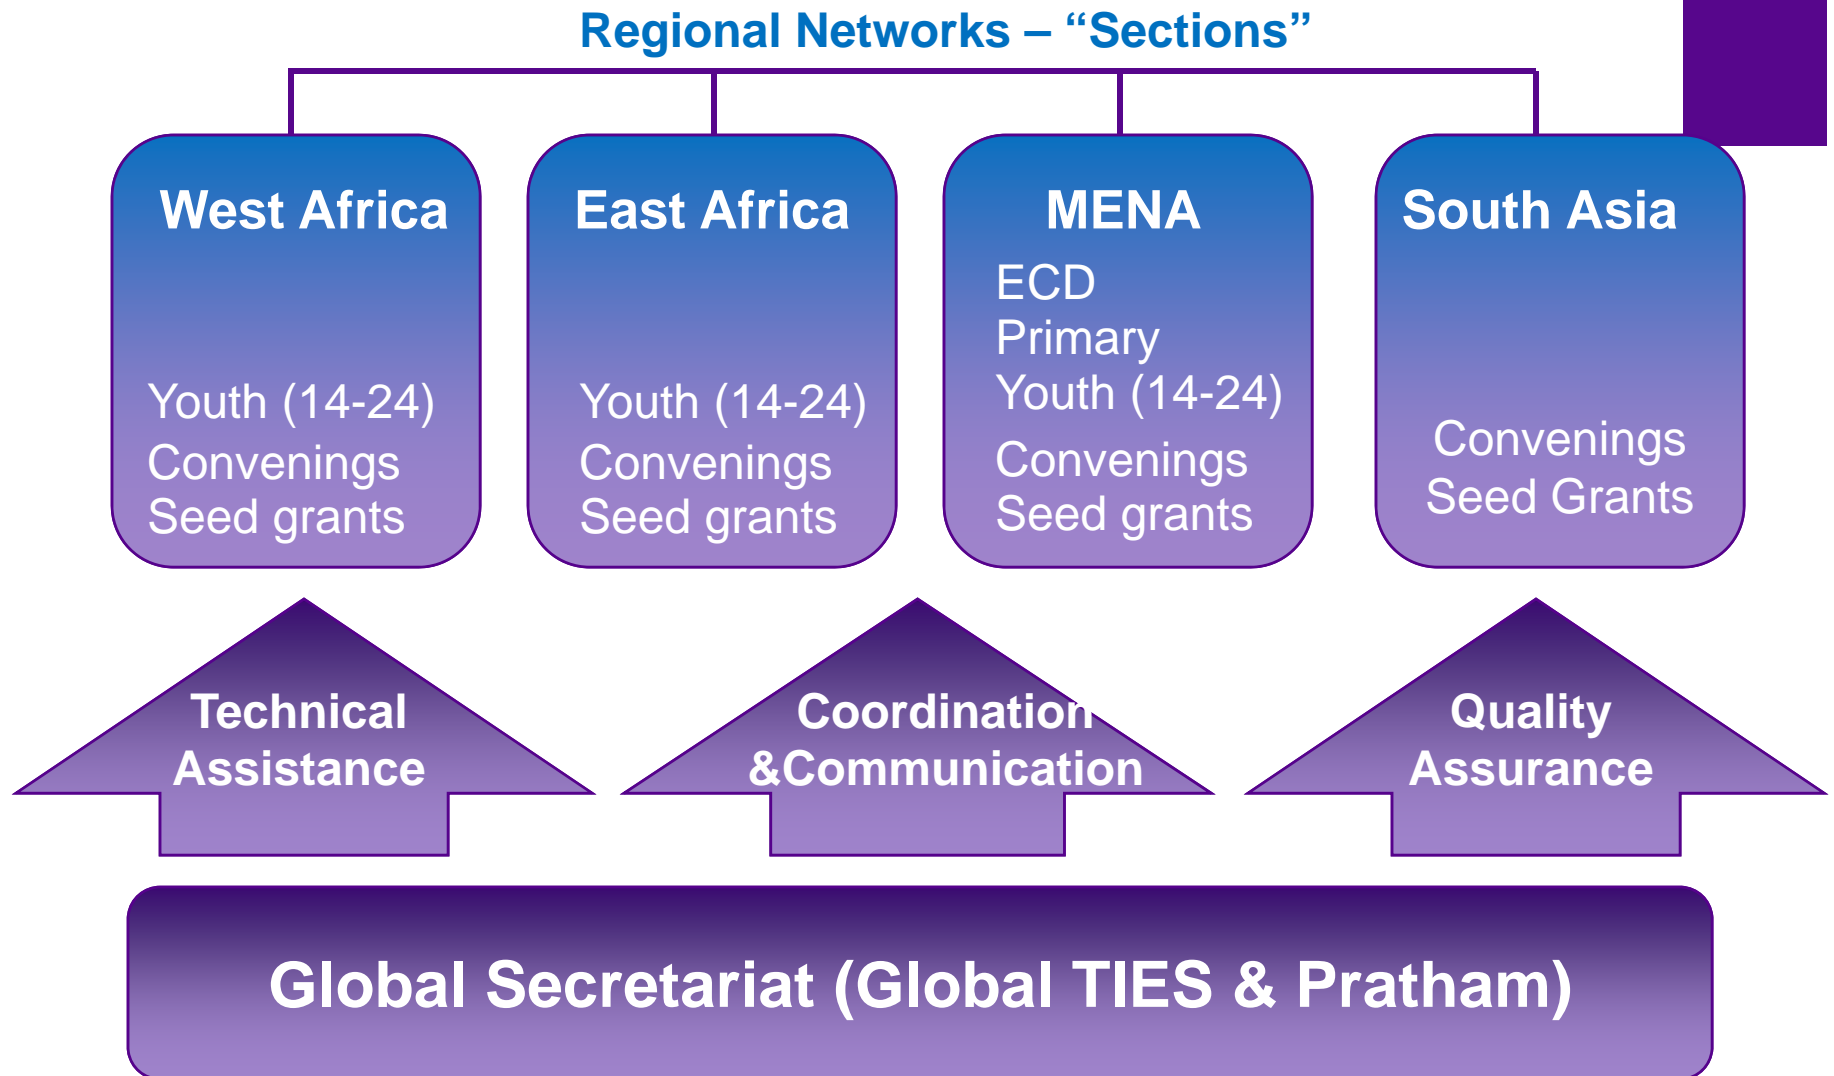 Regional Networks – “Sections”
West Africa
Youth (14-24)
Convenings
Seed grants
East Africa
Youth (14-24)
Convenings
Seed grants
MENA
ECD
Primary
Youth (14-24)
Convenings
Seed grants
South Asia
Convenings
Seed Grants
Technical
Assistance
Coordination
&Communication
Quality
Assurance
Global Secretariat (Global TIES & Pratham)